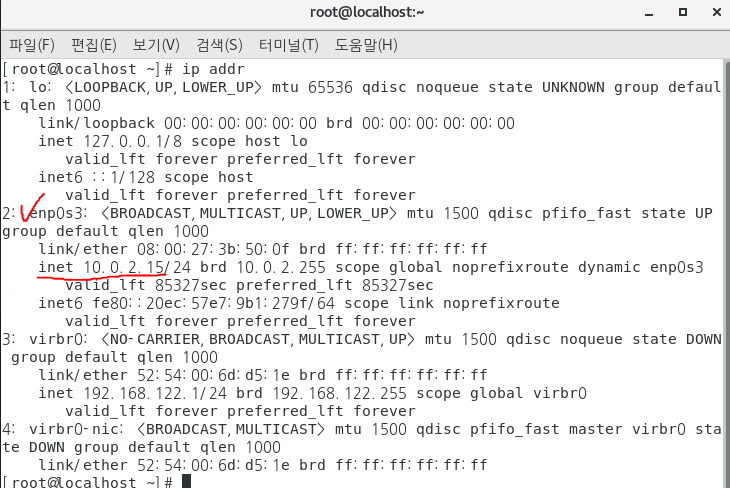 root@localhost:~
파일(F) 편집(E) 보기(V) 검색(S) 터미널(T) 도움말(H)
[root@localhost ~]# ip addr
1: lo: <LOOPBACK,UP,LOWER_UP> mtu 65536 qdisc noqueue state UNKNOWN group defaul
t qlen 1000
    link/loopback 00:00:00:00:00:00 brd 00:00:00:00:00:00
    inet 127.0.0.1/8 scope host lo
       valid_lft forever preferred_lft forever
    inet6 ::1/128 scope host
       valid_lft forever preferred_lft forever
2: enp0s3: <BROADCAST,MULTICAST,UP,LOWER_UP> mtu 1500 qdisc pfifo_fast state UP
group default qlen 1000
    link/ether 08:00:27:3b:50:0f brd ff:ff:ff:ff:ff:ff
    inet 10.0.2.15/24 brd 10.0.2.255 scope global noprefixroute dynamic enp0s3
       valid_lft 85327sec preferred_lft 85327sec
    inet6 fe80::20ec:57e7:9b1:279f/64 scope link noprefixroute
       valid_lft forever preferred_lft forever
3: virbr0: <NO-CARRIER,BROADCAST,MULTICAST,UP> mtu 1500 qdisc noqueue state DOWN
 group default qlen 1000
    link/ether 52:54:00:6d:d5:1e brd ff:ff:ff:ff:ff:ff
    inet 192.168.122.1/24 brd 192.168.122.255 scope global virbr0
       valid_lft forever preferred_lft forever
4: virbr0-nic: <BROADCAST,MULTICAST> mtu 1500 qdisc pfifo_fast master virbr0 sta
te DOWN group default qlen 1000
    link/ether 52:54:00:6d:d5:1e brd ff:ff:ff:ff:ff:ff
[root@localhost ~]#